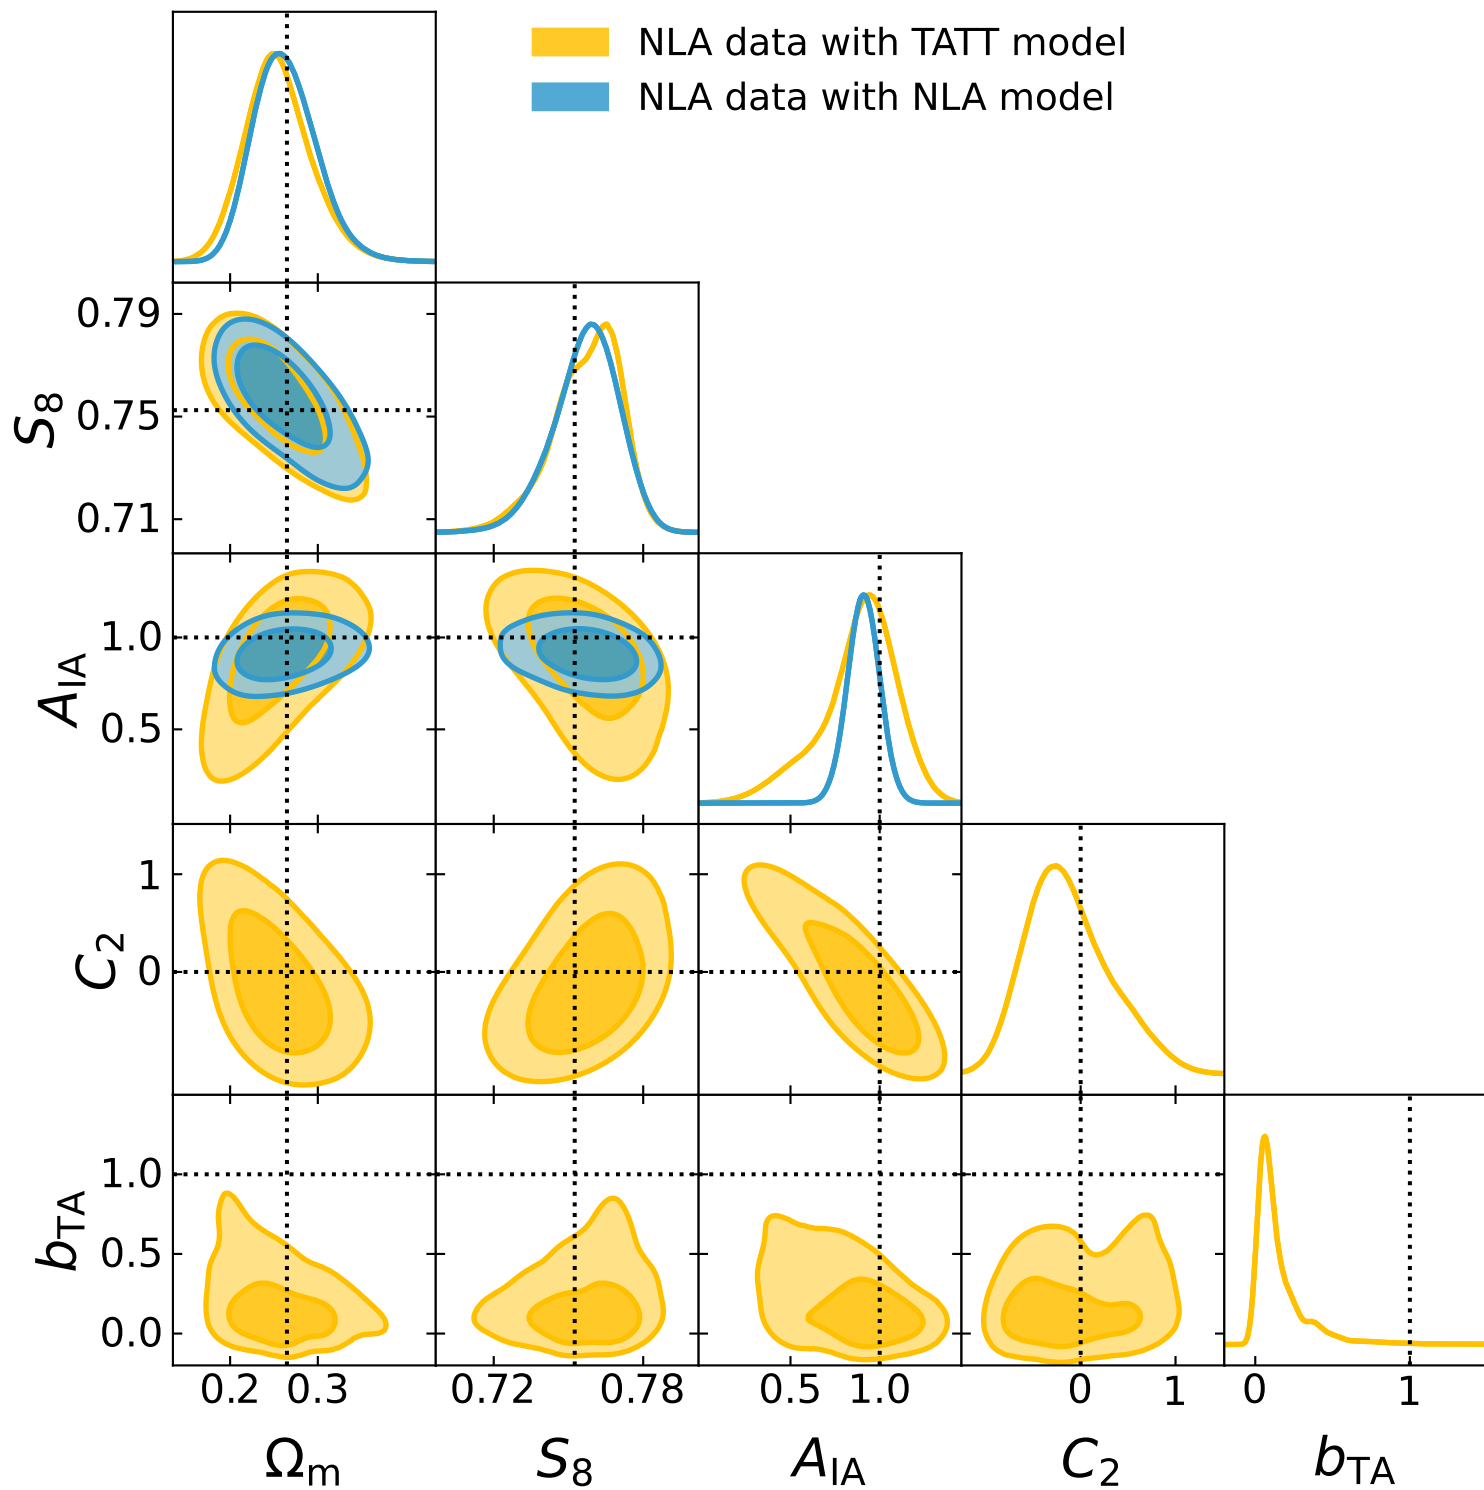 NLA data with TATT model
NLA data with NLA model
0.79
0.75
0.71
S8
1.0
0.5
AIA
1
0
C2
1.0
0.5
0.0
bTA
0.2 0.3 0.72 0.78 0.5 1.0 0 1 0 1
Ωm S8 AIA C2 bTA